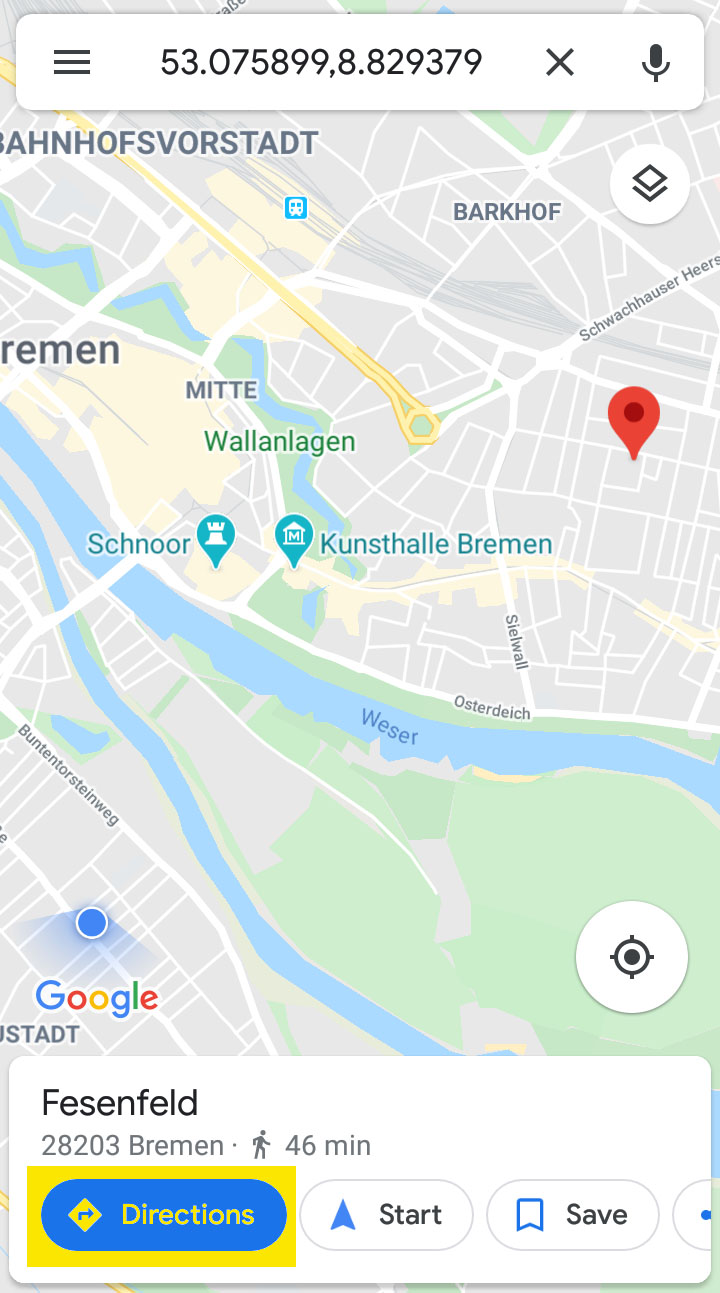 53.075899,8.829379
BAHNHOFSVORSTADT
BARKHOF
Schwachhauser Heers
remen
MITTE
Wallanlagen
Schnoor
Kunsthalle Bremen
Sielwall
Osterdeich
Weser
Buntentorsteinweg
Google
USTADT
Fesenfeld
28203 Bremen · 46 min
Directions
Start
Save